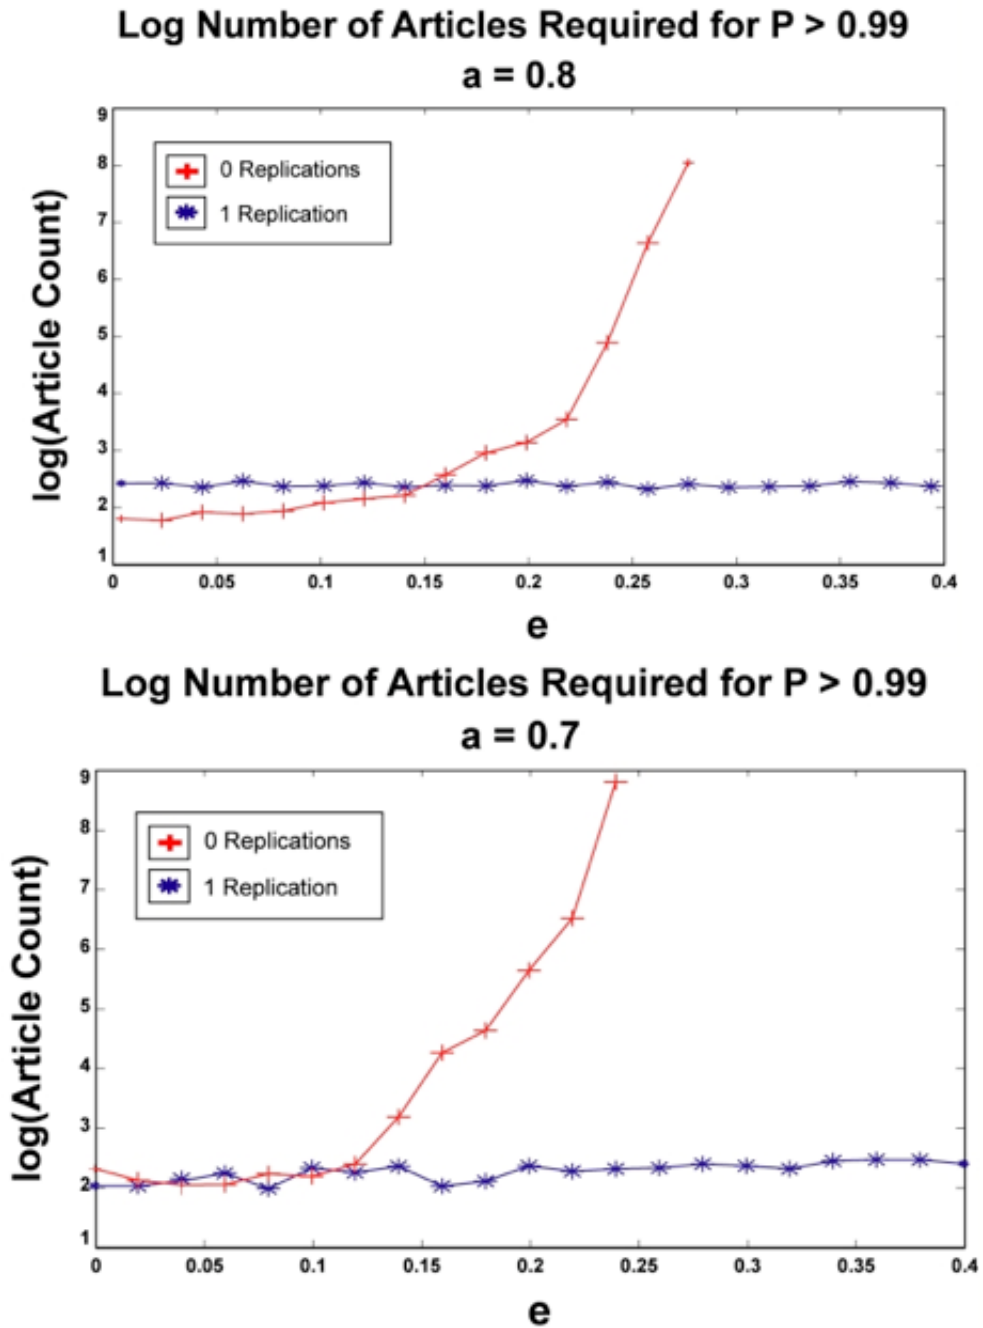 Log Number of Articles Required for P > 0.99
a = 0.8
log(Article Count)
9
8
7
6
5
4
3
2
1
0 Replications
1 Replication
0 0.05 0.1 0.15 0.2 0.25 0.3 0.35 0.4
e
Log Number of Articles Required for P > 0.99
a = 0.7
log(Article Count)
9
8
7
6
5
4
3
2
1
0 Replications
1 Replication
0 0.05 0.1 0.15 0.2 0.25 0.3 0.35 0.4
e